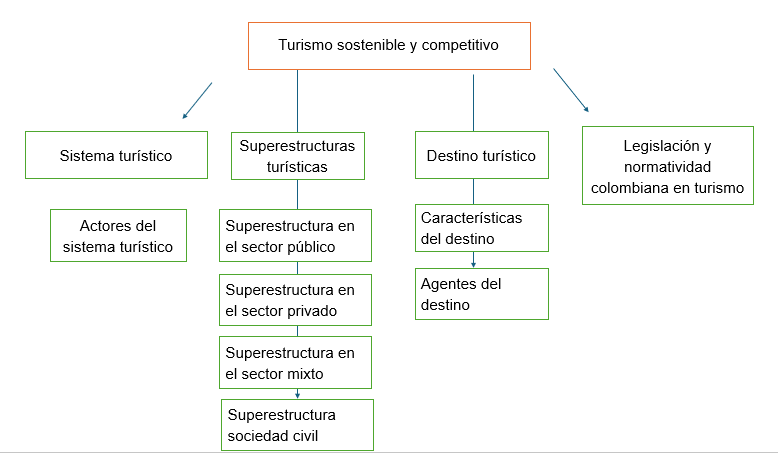 Turismo sostenible y competitivo
Sistema turístico
Superestructuras
turísticas
Destino turístico
Legislación y
normatividad
colombiana en turismo
Actores del
sistema turístico
Superestructura en
el sector público
Superestructura en
el sector privado
Superestructura en
el sector mixto
Superestructura
sociedad civil
Características
del destino
Agentes del
destino